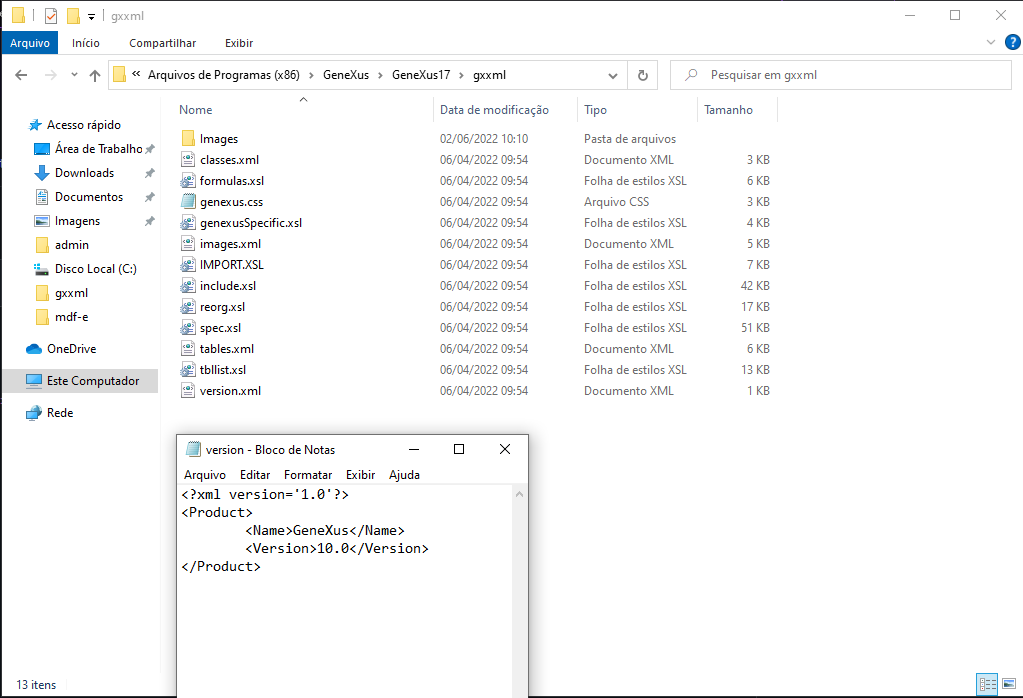 gxxml
Arquivo Início Compartilhar Exibir
« Arquivos de Programas (x86) › GeneXus › GeneXus17 › gxxml
Pesquisar em gxxml
Acesso rápido
Área de Trabalho
Downloads
Documentos
Imagens
admin
Disco Local (C:)
gxxml
mdf-e
OneDrive
Este Computador
Rede
Nome Data de modificação Tipo Tamanho
Images 02/06/2022 10:10 Pasta de arquivos
classes.xml 06/04/2022 09:54 Documento XML 3 KB
formulas.xsl 06/04/2022 09:54 Folha de estilos XSL 6 KB
genexus.css 06/04/2022 09:54 Arquivo CSS 3 KB
genexusSpecific.xsl 06/04/2022 09:54 Folha de estilos XSL 4 KB
images.xml 06/04/2022 09:54 Documento XML 5 KB
IMPORT.XSL 06/04/2022 09:54 Folha de estilos XSL 7 KB
include.xsl 06/04/2022 09:54 Folha de estilos XSL 42 KB
reorg.xsl 06/04/2022 09:54 Folha de estilos XSL 17 KB
spec.xsl 06/04/2022 09:54 Folha de estilos XSL 51 KB
tables.xml 06/04/2022 09:54 Documento XML 6 KB
tbllist.xsl 06/04/2022 09:54 Folha de estilos XSL 13 KB
version.xml 06/04/2022 09:54 Documento XML 1 KB
version - Bloco de Notas
Arquivo Editar Formatar Exibir Ajuda
<?xml version='1.0'?>
<Product>
<Name>GeneXus</Name>
<Version>10.0</Version>
</Product>
13 itens